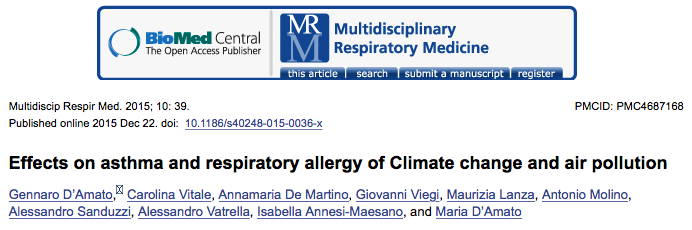 BioMed Central
The Open Access Publisher
MR
M
Multidisciplinary
Respiratory Medicine
this article | search | submit a manuscript | register
Multidiscip Respir Med. 2015; 10: 39.
PMCID: PMC4687168
Published online 2015 Dec 22. doi: 10.1186/s40248-015-0036-x
Effects on asthma and respiratory allergy of Climate change and air pollution
Gennaro D'Amato, Carolina Vitale, Annamaria De Martino, Giovanni Viegi, Maurizia Lanza, Antonio Molino,
Alessandro Sanduzzi, Alessandro Vatrella, Isabella Annesi-Maesano, and Maria D'Amato